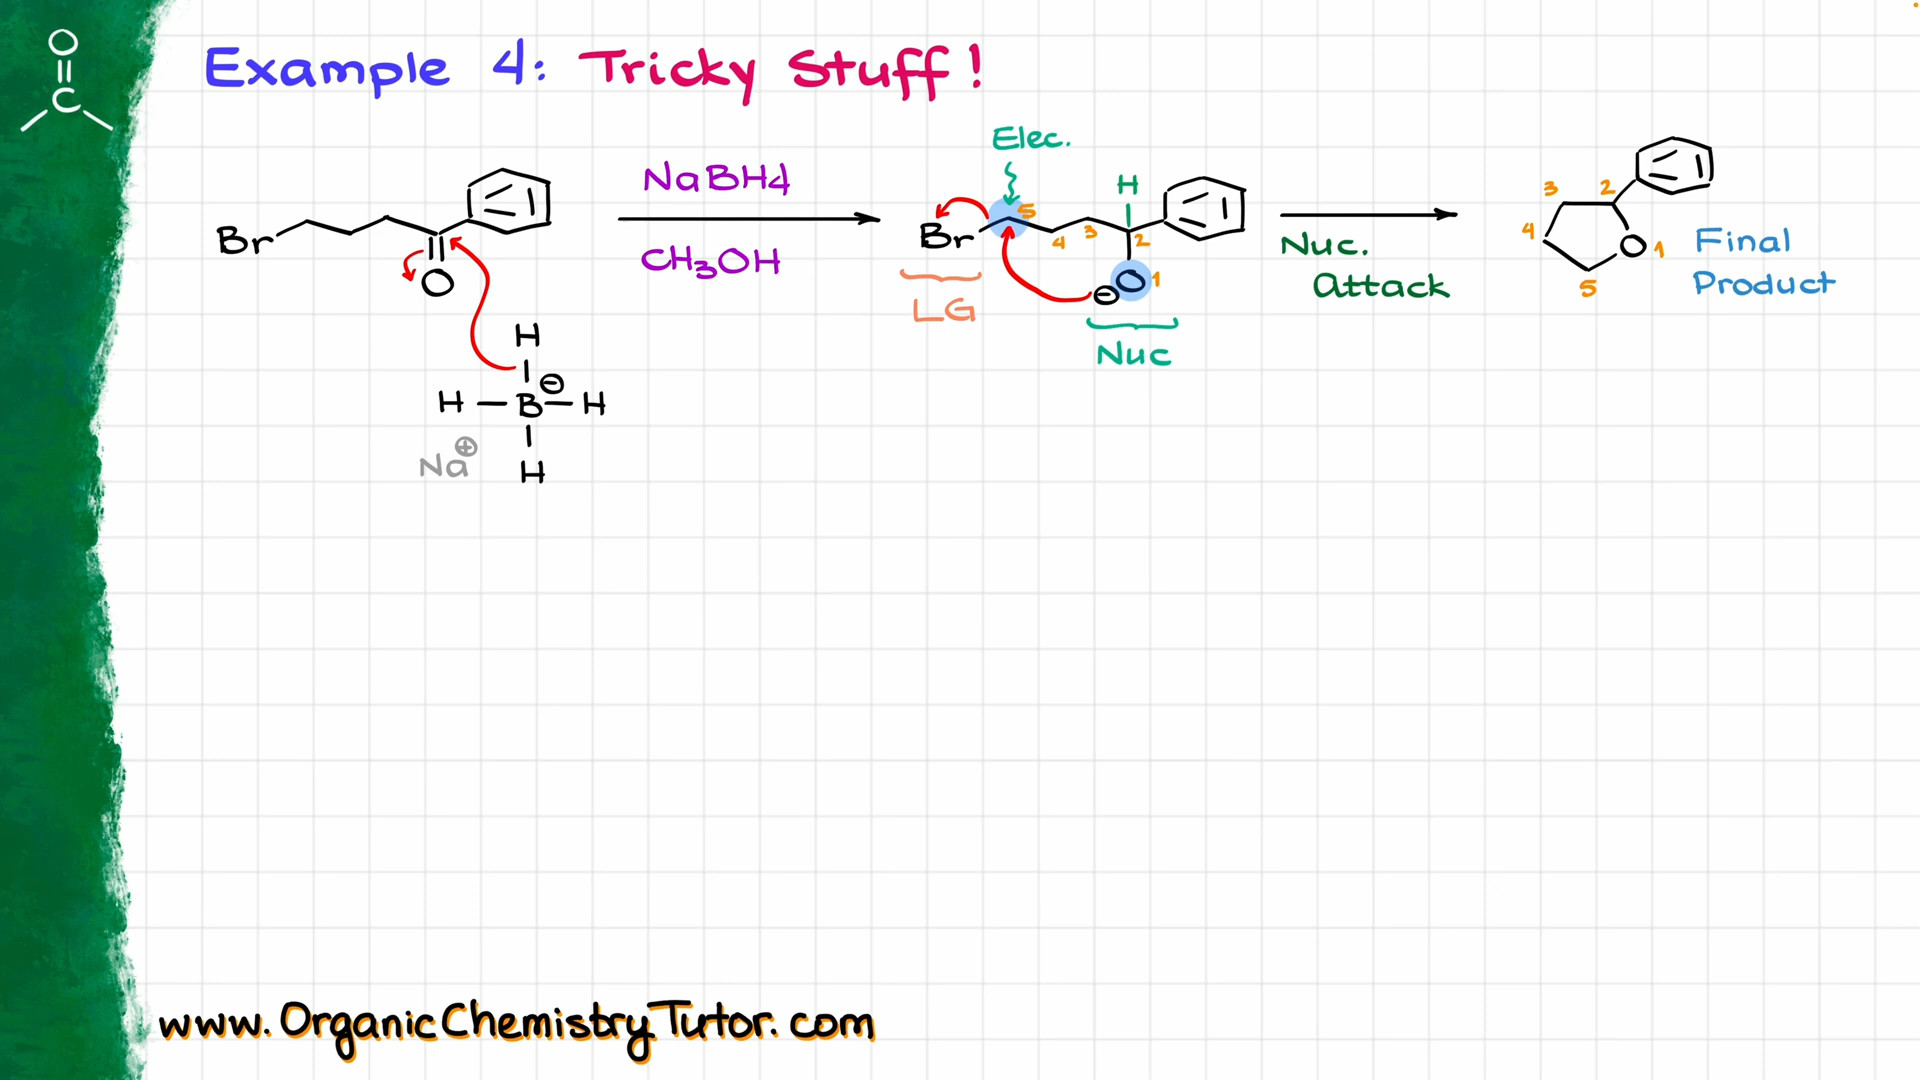 O
C
Example 4: Tricky Stuff!
Elec.
NaBH4
CH3OH
Br
O
H
H B ⊖ H
Na ⊕
H
Br
LG
5
4
3
2
H
⊖ O 1
Nuc
Nuc.
Attack
3
2
4
O 1
5
Final
Product
www.OrganicChemistryTutor.com